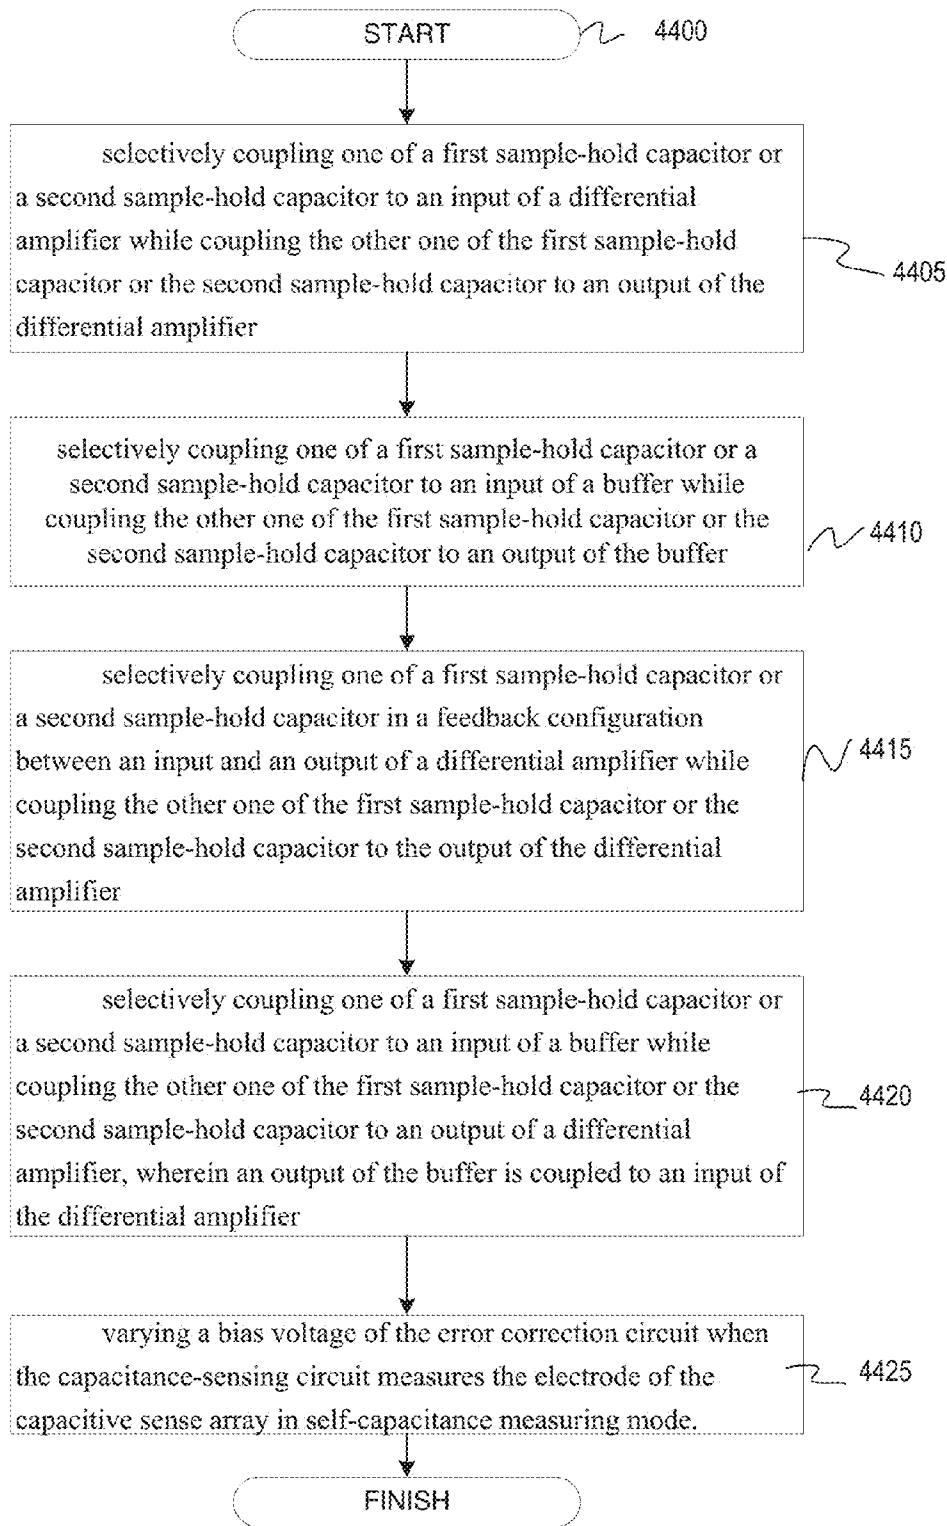 START
4400
selectively coupling one of a first sample-hold capacitor or
a second sample-hold capacitor to an input of a differential
amplifier while coupling the other one of the first sample-hold
capacitor or the second sample-hold capacitor to an output of the
differential amplifier
4405
selectively coupling one of a first sample-hold capacitor or a
second sample-hold capacitor to an input of a buffer while
coupling the other one of the first sample-hold capacitor or the
second sample-hold capacitor to an output of the buffer
4410
selectively coupling one of a first sample-hold capacitor or
a second sample-hold capacitor in a feedback configuration
between an input and an output of a differential amplifier while
coupling the other one of the first sample-hold capacitor or the
second sample-hold capacitor to the output of the differential
amplifier
4415
selectively coupling one of a first sample-hold capacitor or
a second sample-hold capacitor to an input of a buffer while
coupling the other one of the first sample-hold capacitor or the
second sample-hold capacitor to an output of a differential
amplifier, wherein an output of the buffer is coupled to an input of
the differential amplifier
4420
varying a bias voltage of the error correction circuit when
the capacitance-sensing circuit measures the electrode of the
capacitive sense array in self-capacitance measuring mode.
4425
FINISH